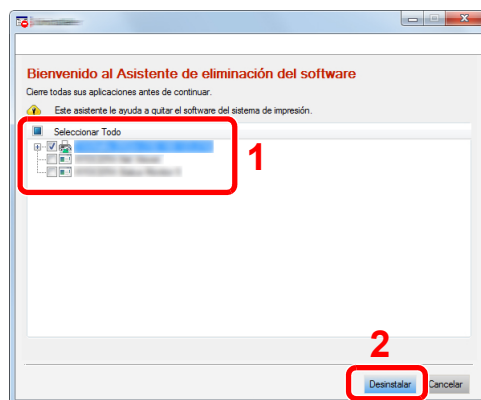 Bienvenido al Asistente de eliminación del software
Cierre todas sus aplicaciones antes de continuar.
Este asistente le ayuda a quitar el software del sistema de impresión.
Seleccionar Todo
1
2
Desinstalar Cancelar